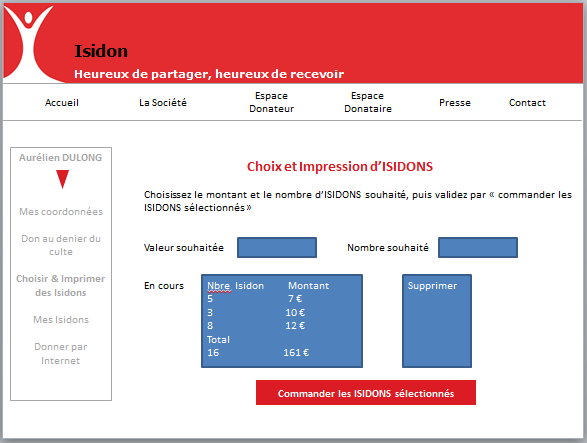 Isidon
Heureux de partager, heureux de recevoir
Accueil
La Société
Espace
Donateur
Espace
Donataire
Presse
Contact
Aurélien DULONG
Mes coordonnées
Don au denier du
culte
Choisir & Imprimer
des Isidons
Mes Isidons
Donner par
Internet
Choix et Impression d’ISIDONS
Choisissez le montant et le nombre d’ISIDONS souhaité, puis validez par « commander les
ISIDONS sélectionnés »
Valeur souhaitée
Nombre souhaité
En cours
Nbre Isidon Montant
5 7 €
3 10 €
8 12 €
Total
16 161 €
Supprimer
Commander les ISIDONS sélectionnés